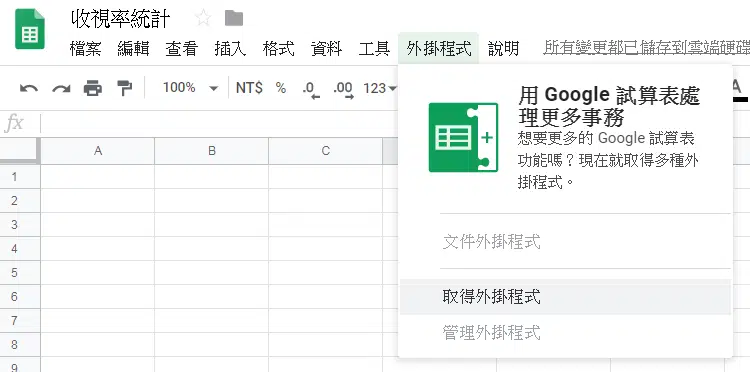 收視率統計
檔案 編輯 查看 插入 格式 資料 工具 外掛程式 說明 所有變更都已儲存到雲端硬碟
100% NT$ % .0 .00 123 A
fx
用 Google 試算表處
理更多事務
想要更多的 Google 試算表
功能嗎？現在就取得多種外
掛程式。
A B C
1
2
3
4
文件外掛程式
5
6
取得外掛程式
7
管理外掛程式
8
9